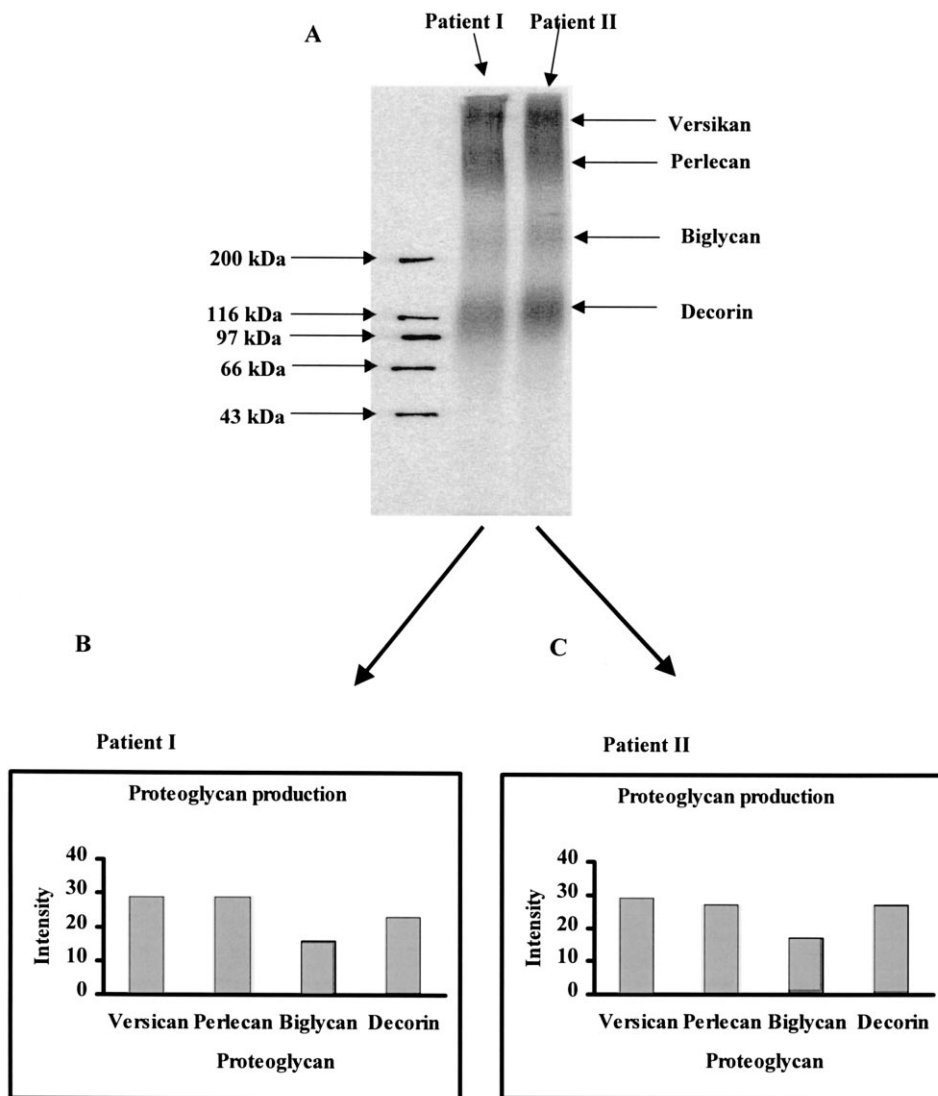 Patient I Patient II
A
Versikan
Perlecan
Biglycan
Decorin
200 kDa
116 kDa
97 kDa
66 kDa
43 kDa
B
C
Patient I
Proteoglycan production
40
30
20
10
0
Intensity
Versican Perlecan Biglycan Decorin
Proteoglycan
Patient II
Proteoglycan production
40
30
20
10
0
Intensity
Versican Perlecan Biglycan Decorin
Proteoglycan